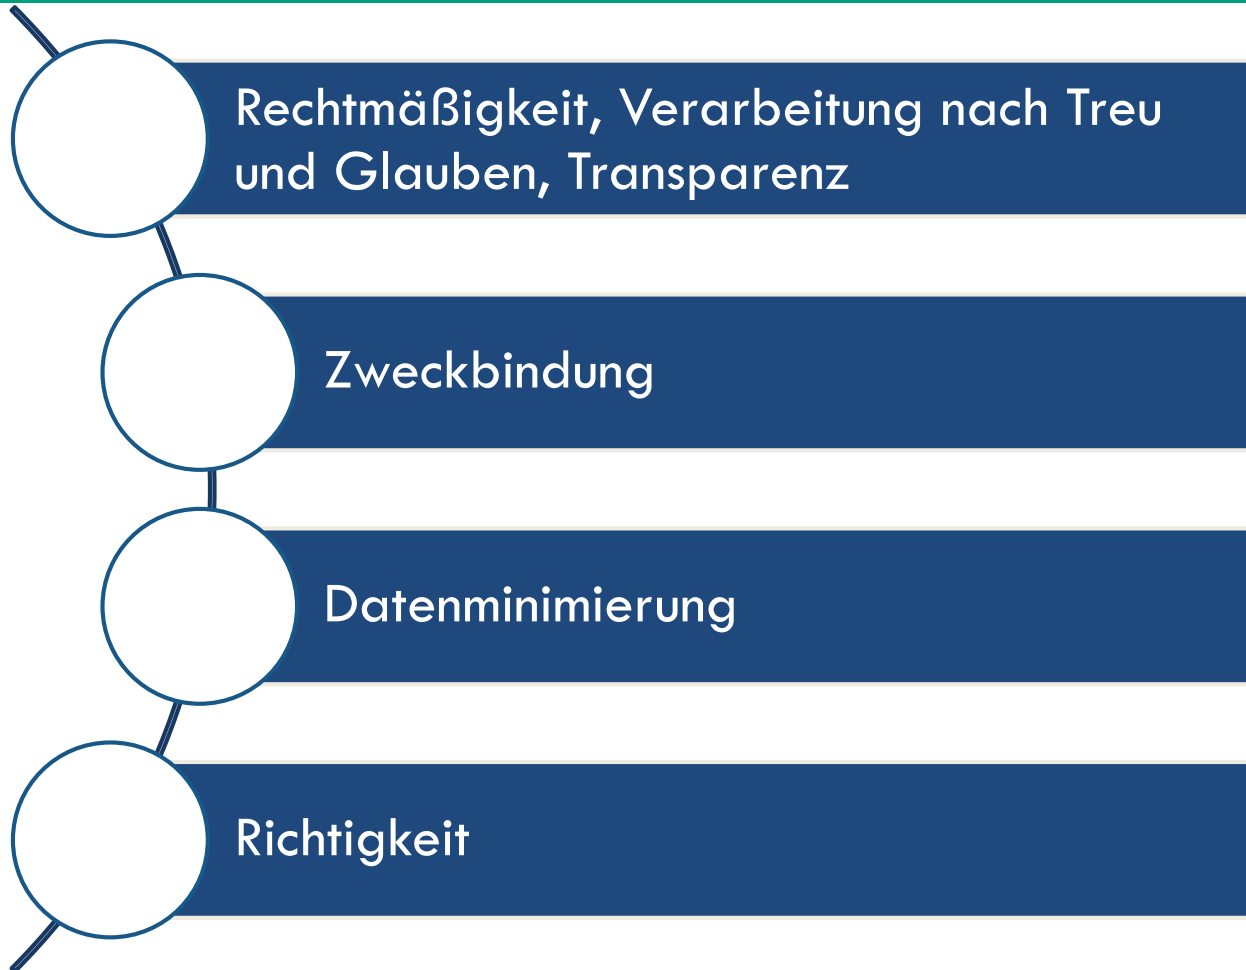 Rechtmäßigkeit, Verarbeitung nach Treu
und Glauben, Transparenz
Zweckbindung
Datenminimierung
Richtigkeit